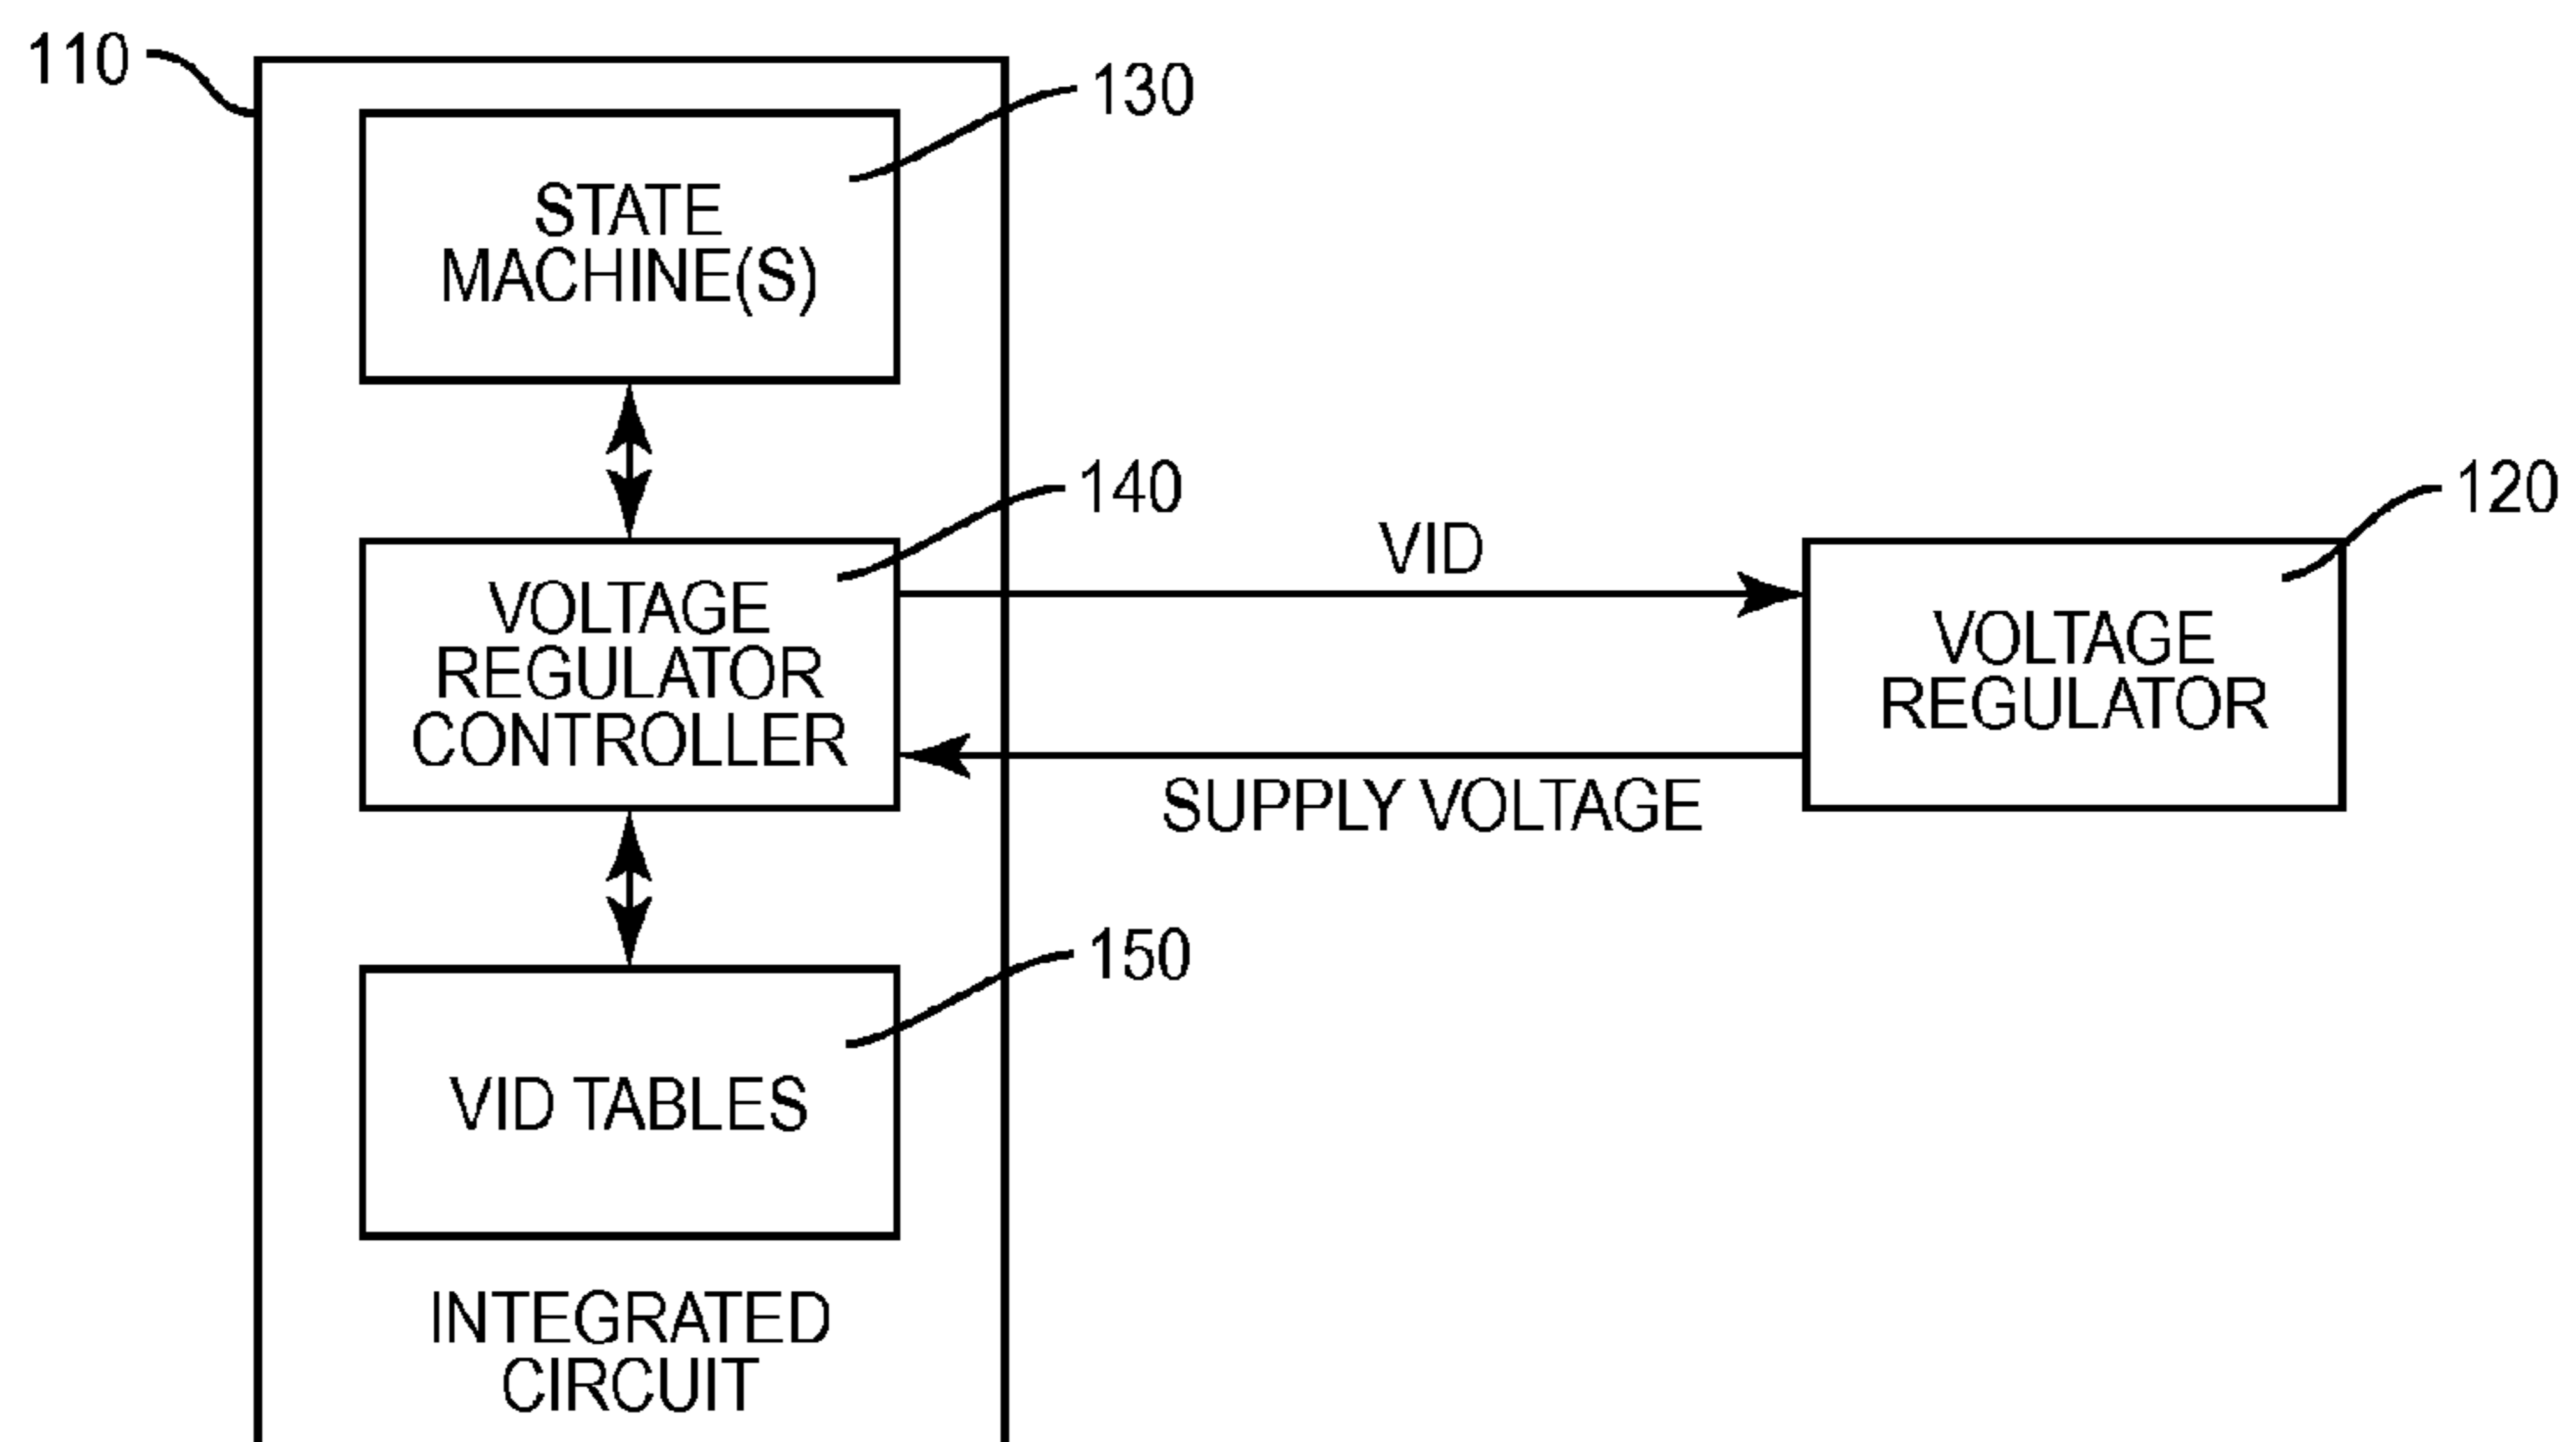 110
130
STATE
MACHINE(S)
140
120
VID
VOLTAGE
REGULATOR
CONTROLLER
VOLTAGE
REGULATOR
SUPPLY VOLTAGE
150
VID TABLES
INTEGRATED
CIRCUIT